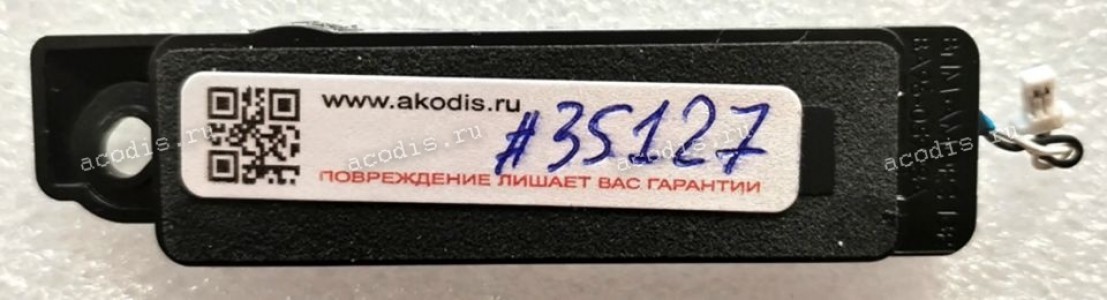 www.akodis.ru
#35127
ПОВРЕЖДЕНИЕ ЛИШАЕТ ВАС ГАРАНТИИ
acodis.ru acodis.ru acodis.ru acodis.ru